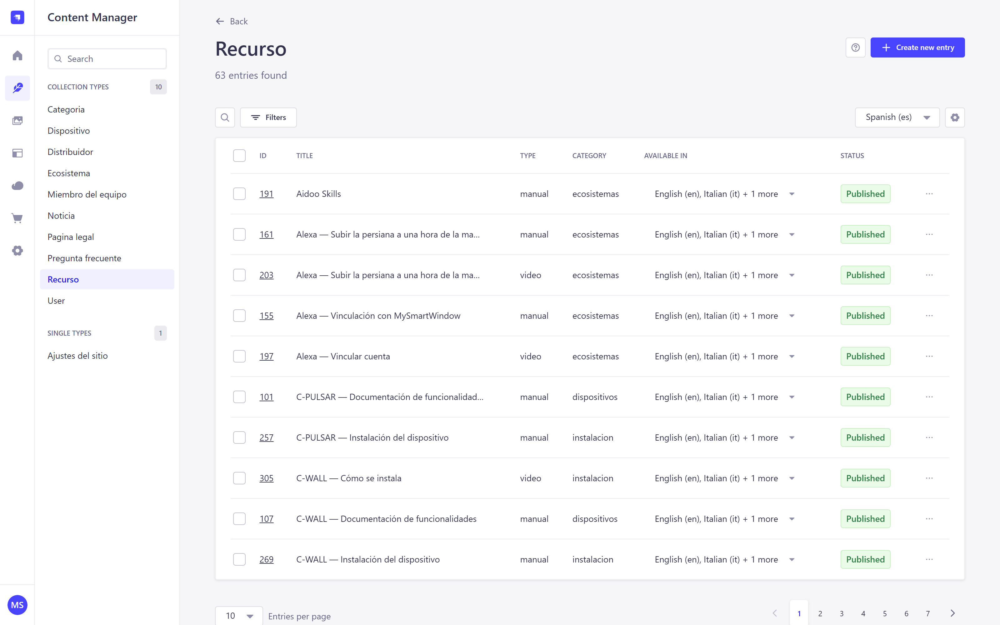 Content Manager
Search
COLLECTION TYPES 10
Categoria
Dispositivo
Distribuidor
Ecosistema
Miembro del equipo
Noticia
Pagina legal
Pregunta frecuente
Recurso
User
SINGLE TYPES 1
Ajustes del sitio
MS
Back
Recurso
63 entries found
Create new entry
Filters
Spanish (es)
ID TITLE TYPE CATEGORY AVAILABLE IN STATUS
191 Aidoo Skills manual ecosistemas English (en), Italian (it) + 1 more Published
161 Alexa — Subir la persiana a una hora de la ma... manual ecosistemas English (en), Italian (it) + 1 more Published
203 Alexa — Subir la persiana a una hora de la ma... video ecosistemas English (en), Italian (it) + 1 more Published
155 Alexa — Vinculación con MySmartWindow manual ecosistemas English (en), Italian (it) + 1 more Published
197 Alexa — Vincular cuenta video ecosistemas English (en), Italian (it) + 1 more Published
101 C-PULSAR — Documentación de funcionalidad... manual dispositivos English (en), Italian (it) + 1 more Published
257 C-PULSAR — Instalación del dispositivo manual instalacion English (en), Italian (it) + 1 more Published
305 C-WALL — Cómo se instala video instalacion English (en), Italian (it) + 1 more Published
107 C-WALL — Documentación de funcionalidades manual dispositivos English (en), Italian (it) + 1 more Published
269 C-WALL — Instalación del dispositivo manual instalacion English (en), Italian (it) + 1 more Published
10 Entries per page
1 2 3 4 5 6 7